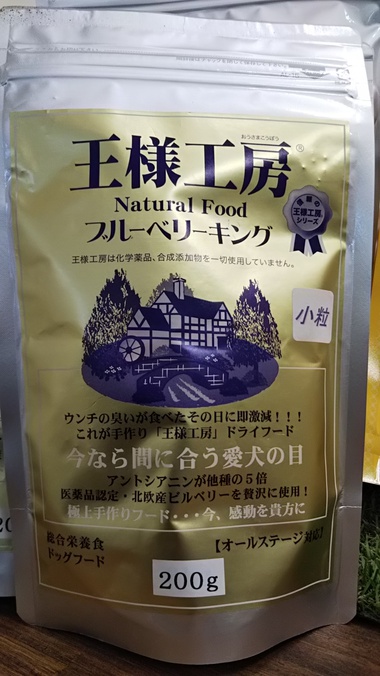 おうさまこうぼう
王様工房®
Natural Food
ブルーベリーキング
信頼の
王様工房
シリーズ
王様工房は化学薬品、合成添加物を一切使用していません。
小粒
ウンチの臭いが食べたその日に即激減！！！
これが手作り「王様工房」ドライフード
今なら間に合う愛犬の目
アントシアニンが他種の５倍
医薬品認定・北欧産ビルベリーを贅沢に使用！
極上手作りフード・・・今、感動を貴方に
総合栄養食
ドッグフード
【オールステージ対応】
200g